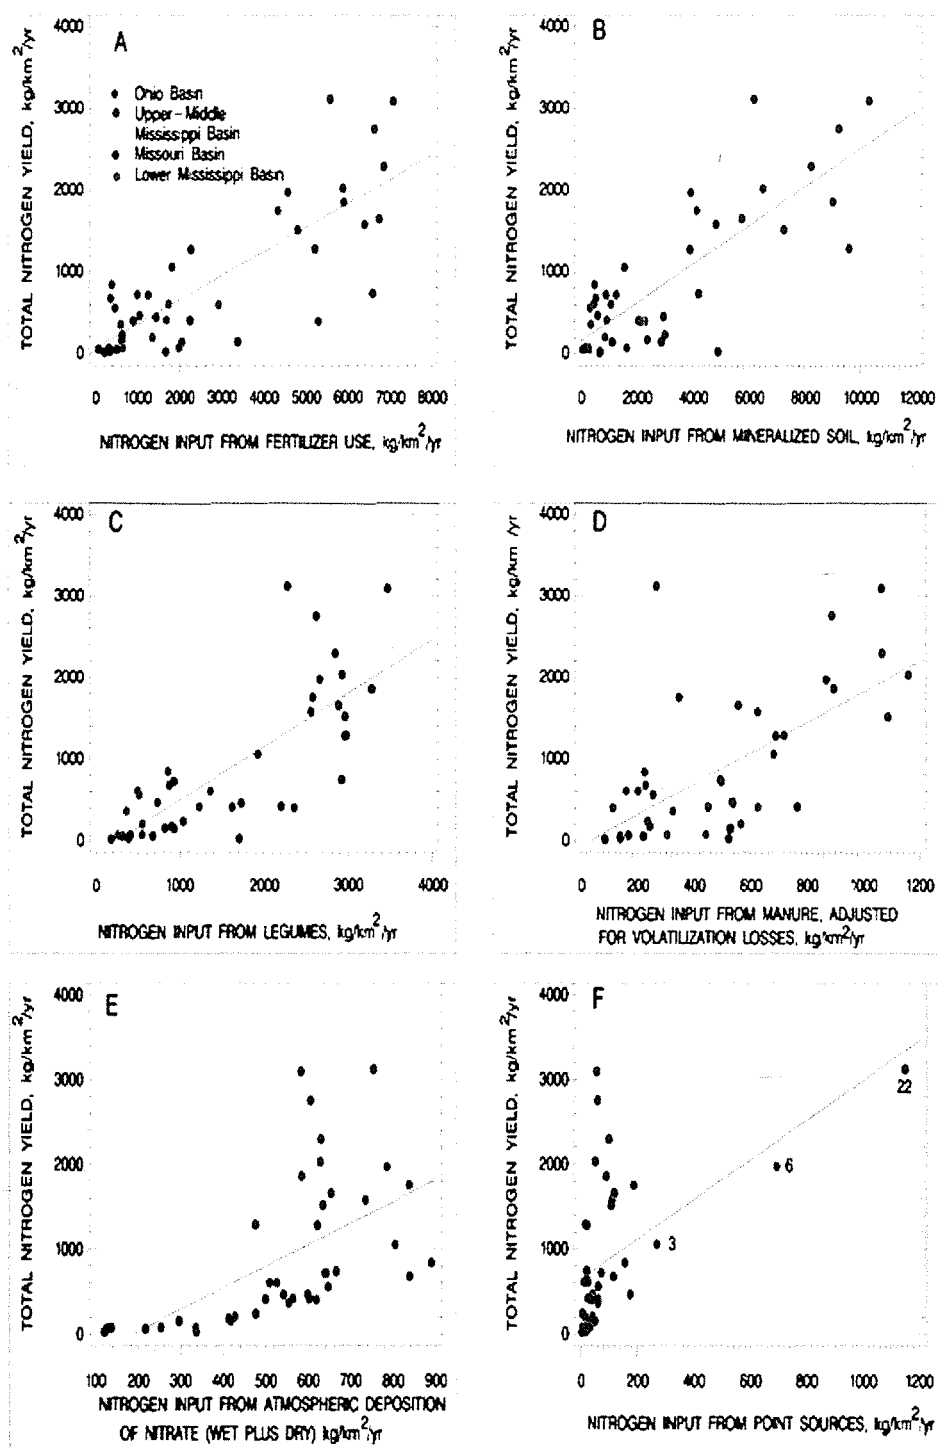 A
TOTAL NITROGEN YIELD, kg/km²/yr
4000
3000
2000
1000
0
Ohio Basin
Upper-Middle
Mississippi Basin
Missouri Basin
Lower Mississippi Basin
0 1000 2000 3000 4000 5000 6000 7000 8000
NITROGEN INPUT FROM FERTILIZER USE, kg/km²/yr
B
TOTAL NITROGEN YIELD, kg/km²/yr
4000
3000
2000
1000
0
0 2000 4000 6000 8000 10000 12000
NITROGEN INPUT FROM MINERALIZED SOIL, kg/km²/yr
C
TOTAL NITROGEN YIELD, kg/km²/yr
4000
3000
2000
1000
0
0 1000 2000 3000 4000
NITROGEN INPUT FROM LEGUMES, kg/km²/yr
D
TOTAL NITROGEN YIELD, kg/km /yr
4000
3000
2000
1000
0
0 200 400 600 800 1000 1200
NITROGEN INPUT FROM MANURE, ADJUSTED
FOR VOLATILIZATION LOSSES, kg/km²/yr
E
TOTAL NITROGEN YIELD, kg/km²/yr
4000
3000
2000
1000
0
100 200 300 400 500 600 700 800 900
NITROGEN INPUT FROM ATMOSPHERIC DEPOSITION
OF NITRATE (WET PLUS DRY) kg/km²/yr
F
TOTAL NITROGEN YIELD, kg/km²/yr
4000
3000
2000
1000
0
22
6
3
0 200 400 600 800 1000 1200
NITROGEN INPUT FROM POINT SOURCES, kg/km²/yr